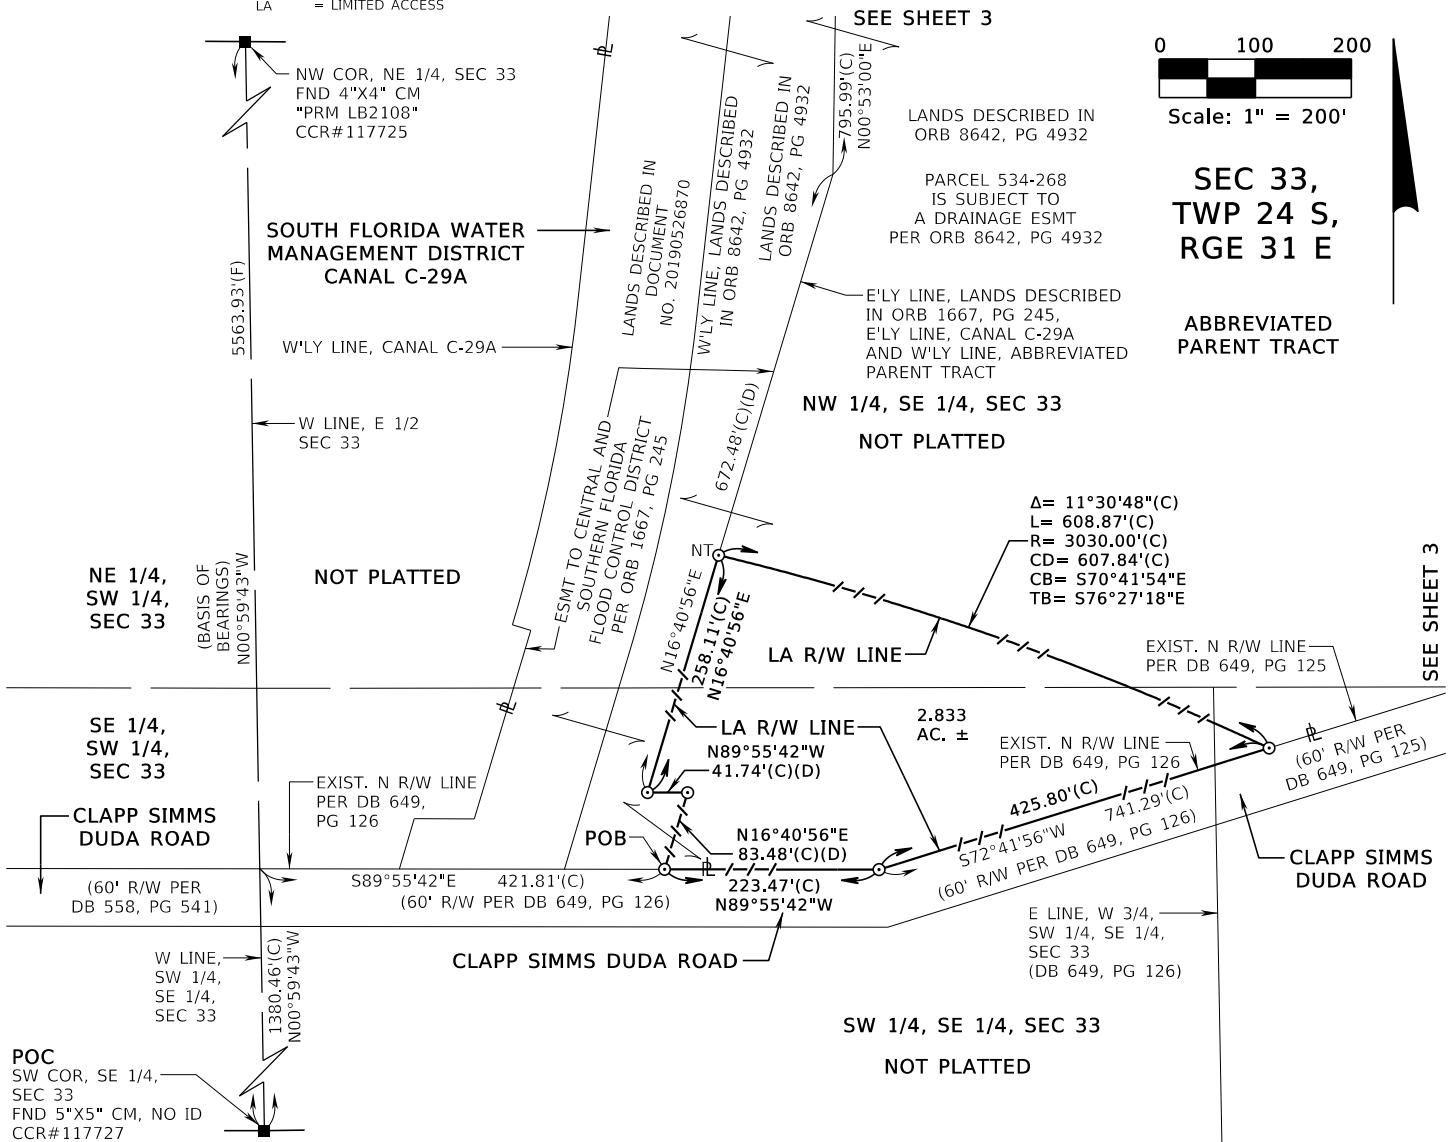 LA = LIMITED ACCESS
SEE SHEET 3
0 100 200
Scale: 1" = 200'
NW COR, NE 1/4, SEC 33
FND 4"X4" CM
"PRM LB2108"
CCR#117725
SEC 33,
TWP 24 S,
RGE 31 E
ABBREVIATED
PARENT TRACT
LANDS DESCRIBED IN
ORB 8642, PG 4932
PARCEL 534-268
IS SUBJECT TO
A DRAINAGE ESMT
PER ORB 8642, PG 4932
795.99'(C)
N00°53'00"E
LANDS DESCRIBED IN
ORB 8642, PG 4932
W'LY LINE, LANDS DESCRIBED
IN ORB 8642, PG 4932
LANDS DESCRIBED IN
DOCUMENT
NO. 20190526870
PL
SOUTH FLORIDA WATER
MANAGEMENT DISTRICT
CANAL C-29A
5563.93'(F)
W'LY LINE, CANAL C-29A
E'LY LINE, LANDS DESCRIBED
IN ORB 1667, PG 245,
E'LY LINE, CANAL C-29A
AND W'LY LINE, ABBREVIATED
PARENT TRACT
NW 1/4, SE 1/4, SEC 33
NOT PLATTED
W LINE, E 1/2
SEC 33
672.48'(C)(D)
ESMT TO CENTRAL AND
SOUTHERN FLORIDA
FLOOD CONTROL DISTRICT
PER ORB 1667, PG 245
Δ= 11°30'48"(C)
L= 608.87'(C)
R= 3030.00'(C)
CD= 607.84'(C)
CB= S70°41'54"E
TB= S76°27'18"E
NT
NE 1/4,
SW 1/4,
SEC 33
(BASIS OF
BEARINGS)
N00°59'43"W
NOT PLATTED
N16°40'56"E
258.11'(C)
N16°40'56"E
LA R/W LINE
EXIST. N R/W LINE
PER DB 649, PG 125
SEE SHEET 3
SE 1/4,
SW 1/4,
SEC 33
PL
LA R/W LINE
2.833
AC. ±
N89°55'42"W
41.74'(C)(D)
EXIST. N R/W LINE
PER DB 649, PG 126
PL
(60' R/W PER
DB 649, PG 125)
EXIST. N R/W LINE
PER DB 649,
PG 126
CLAPP SIMMS
DUDA ROAD
POB
N16°40'56"E
83.48'(C)(D)
425.80'(C)
S72°41'56"W 741.29'(C)
(60' R/W PER DB 649, PG 126)
CLAPP SIMMS
DUDA ROAD
(60' R/W PER
DB 558, PG 541)
S89°55'42"E 421.81'(C)
(60' R/W PER DB 649, PG 126)
PL
223.47'(C)
N89°55'42"W
E LINE, W 3/4,
SW 1/4, SE 1/4,
SEC 33
(DB 649, PG 126)
W LINE,
SW 1/4,
SE 1/4,
SEC 33
1380.46'(C)
N00°59'43"W
CLAPP SIMMS DUDA ROAD
SW 1/4, SE 1/4, SEC 33
NOT PLATTED
POC
SW COR, SE 1/4,
SEC 33
FND 5"X5" CM, NO ID
CCR#117727